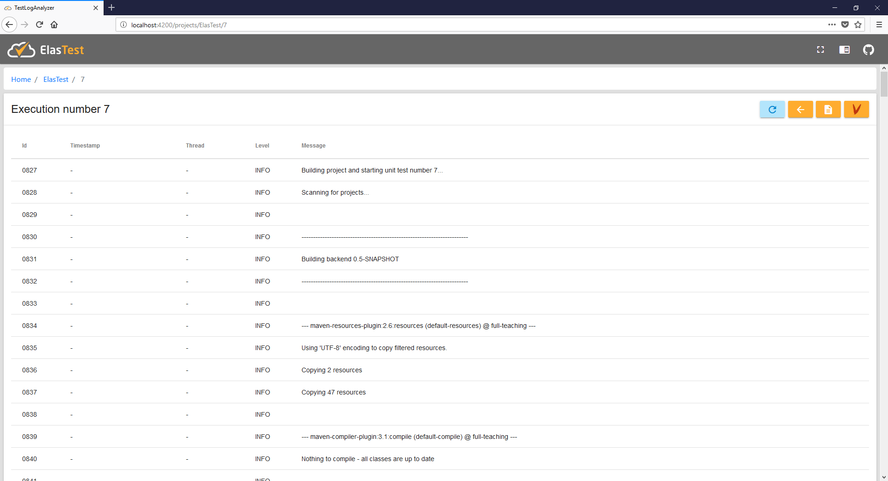 TestLogAnalyzer
localhost:4200/projects/ElasTest/7
ElasTest
Home / ElasTest / 7
Execution number 7
Id Timestamp Thread Level Message
0827 - - INFO Building project and starting unit test number 7...
0828 - - INFO Scanning for projects...
0829 - - INFO
0830 - - INFO ------------------------------------------------------------------------
0831 - - INFO Building backend 0.5-SNAPSHOT
0832 - - INFO ------------------------------------------------------------------------
0833 - - INFO
0834 - - INFO --- maven-resources-plugin:2.6:resources (default-resources) @ full-teaching ---
0835 - - INFO Using 'UTF-8' encoding to copy filtered resources.
0836 - - INFO Copying 2 resources
0837 - - INFO Copying 47 resources
0838 - - INFO
0839 - - INFO --- maven-compiler-plugin:3.1:compile (default-compile) @ full-teaching ---
0840 - - INFO Nothing to compile - all classes are up to date
0841 - - INFO